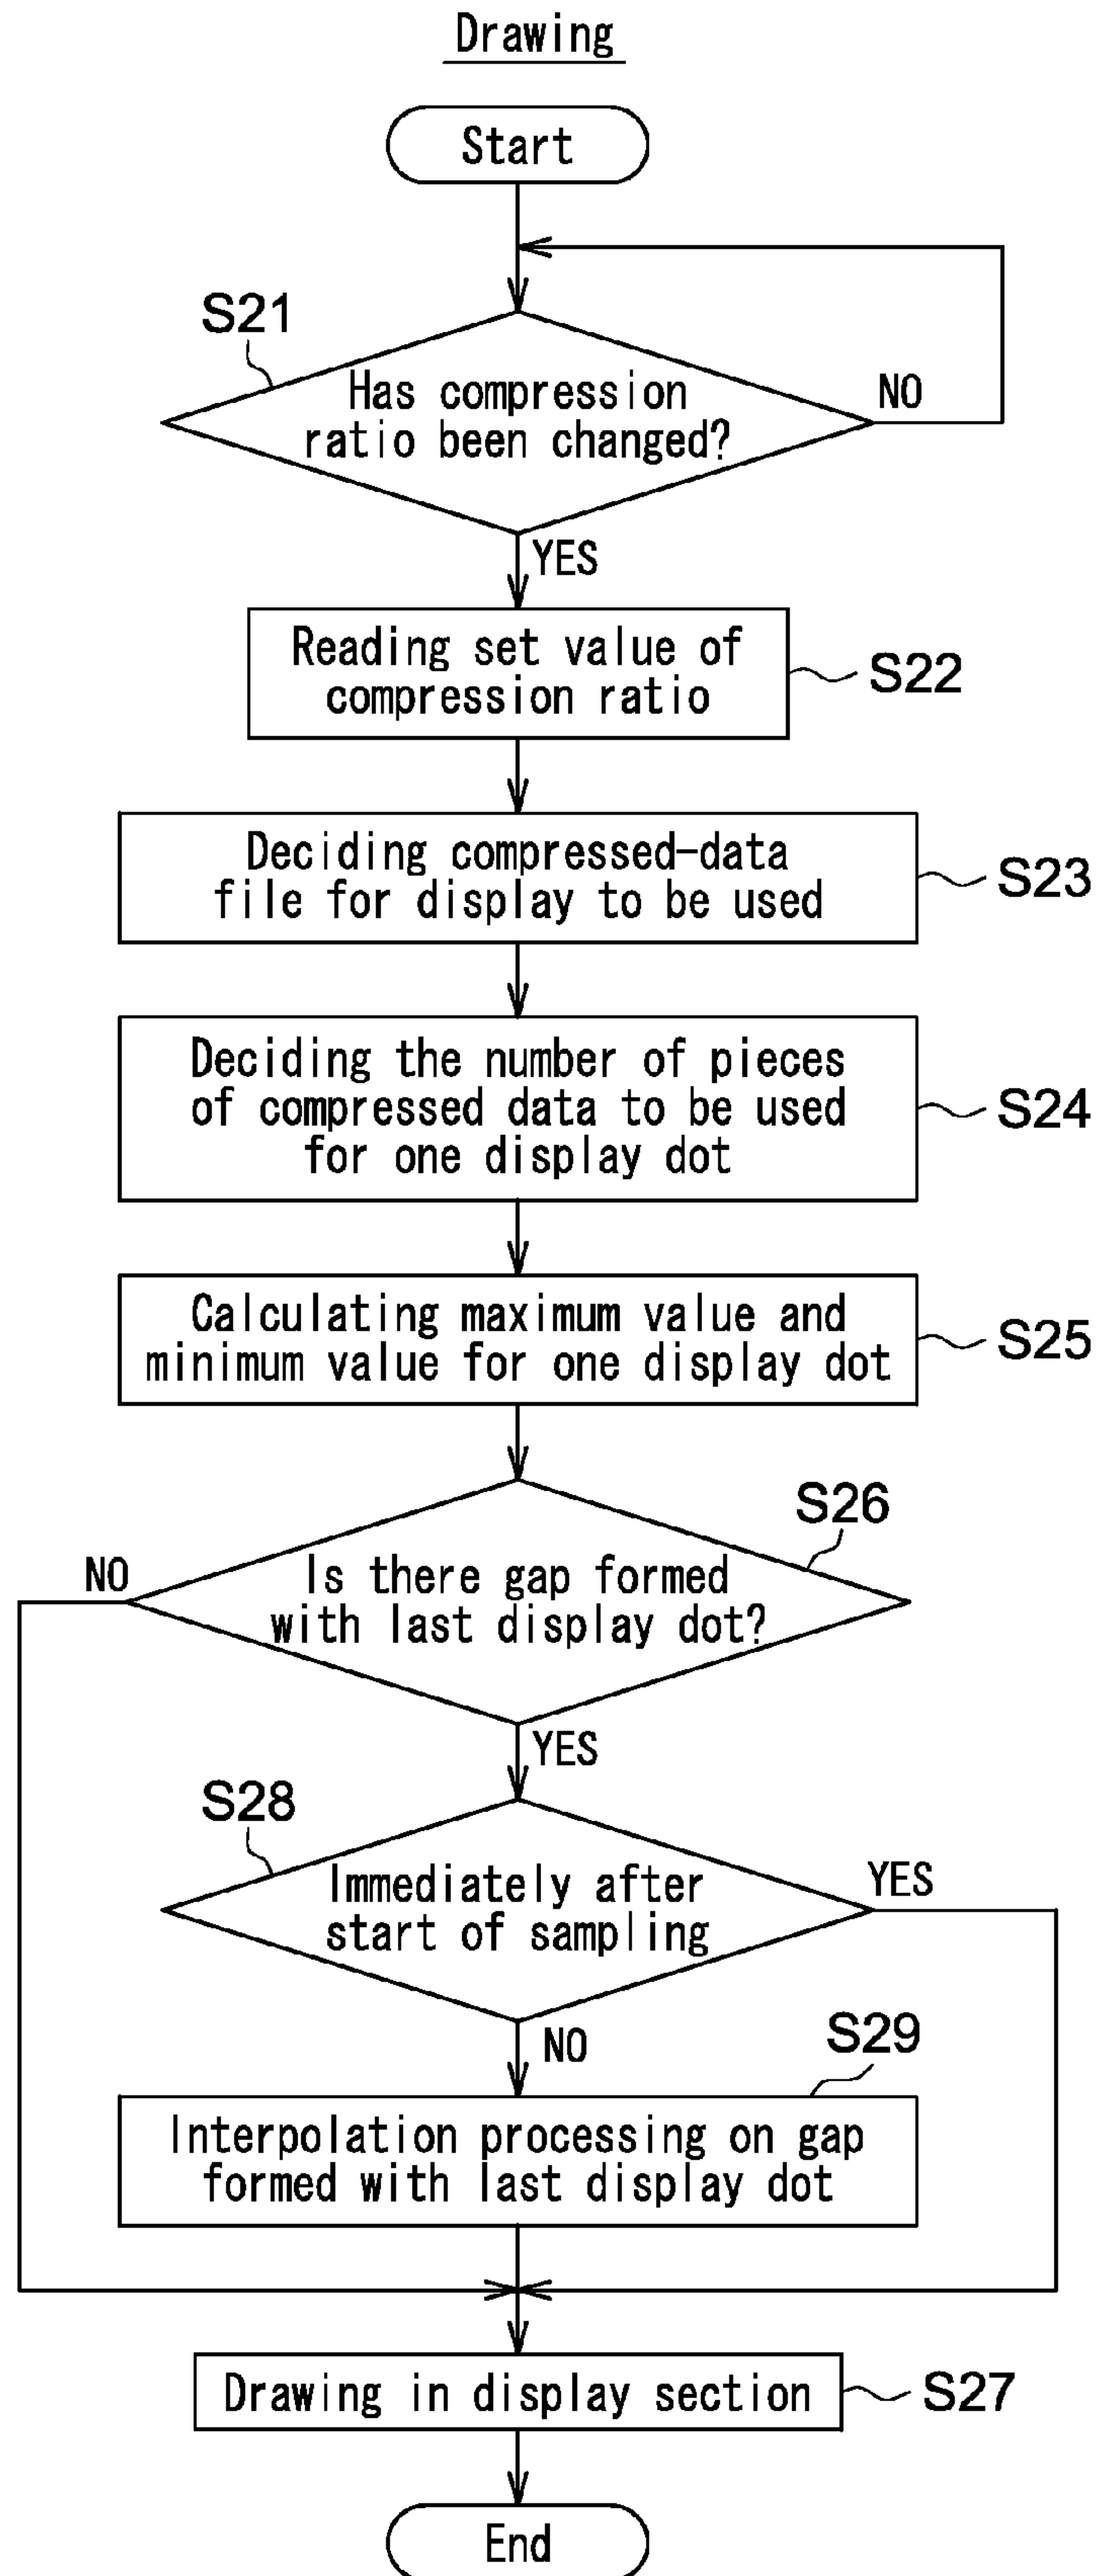 Drawing
Start
S21
Has compression
ratio been changed?
NO
YES
Reading set value of
compression ratio
S22
Deciding compressed-data
file for display to be used
S23
Deciding the number of pieces
of compressed data to be used
for one display dot
S24
Calculating maximum value and
minimum value for one display dot
S25
S26
NO
Is there gap formed
with last display dot?
YES
S28
Immediately after
start of sampling
YES
NO
S29
Interpolation processing on gap
formed with last display dot
Drawing in display section
S27
End